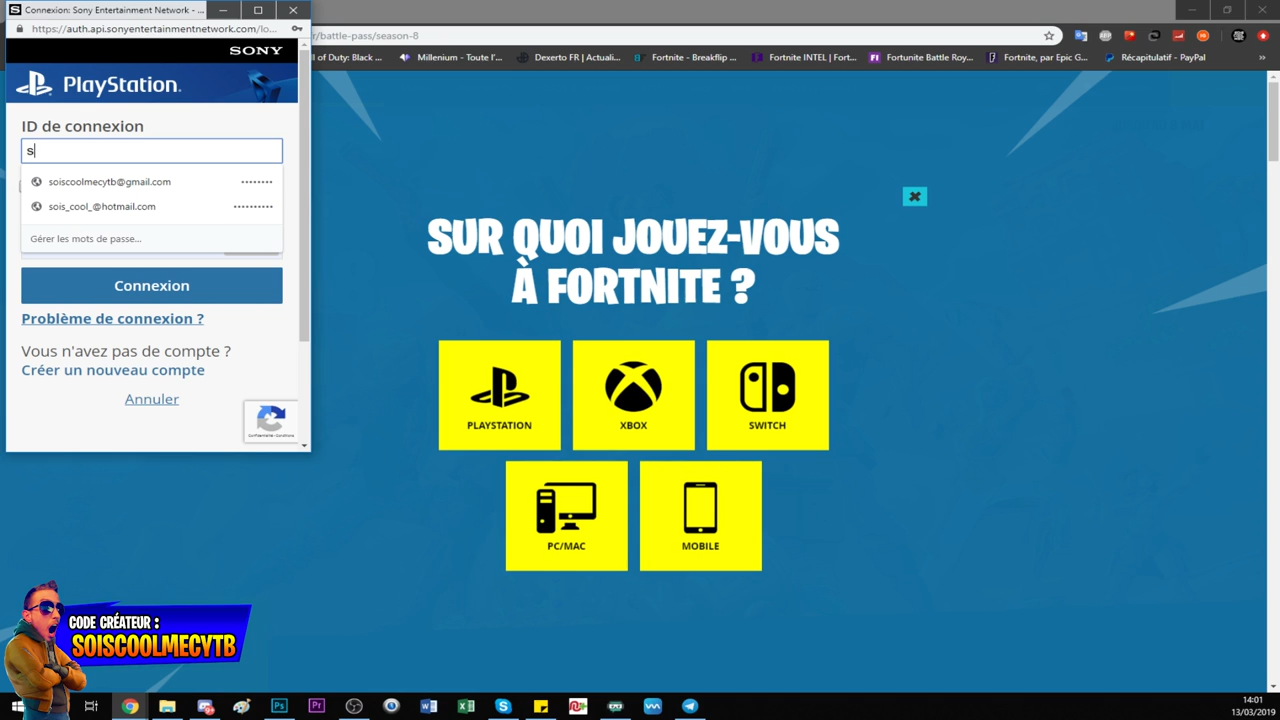 Connexion: Sony Entertainment Network - ...
https://auth.api.sonyentertainmentnetwork.com/lo...
r/battle-pass/season-8
ll of Duty: Black ...
Millenium - Toute l'...
Dexerto FR | Actuali...
Fortnite - Breakflip ...
Fortnite INTEL | Fort...
Fortunite Battle Roy...
Fortnite, par Epic G...
Récapitulatif - PayPal
»
SONY
PlayStation.
ID de connexion
s
soiscoolmecytb@gmail.com ••••••••
sois_cool_@hotmail.com ••••••••••
Gérer les mots de passe...
Connexion
Problème de connexion ?
Vous n'avez pas de compte ?
Créer un nouveau compte
Annuler
Confidentialité - Conditions
SUR QUOI JOUEZ-VOUS
À FORTNITE ?
PLAYSTATION
XBOX
SWITCH
PC/MAC
MOBILE
CODE CRÉATEUR :
SOISCOOLMECYTB
14:01
13/03/2019